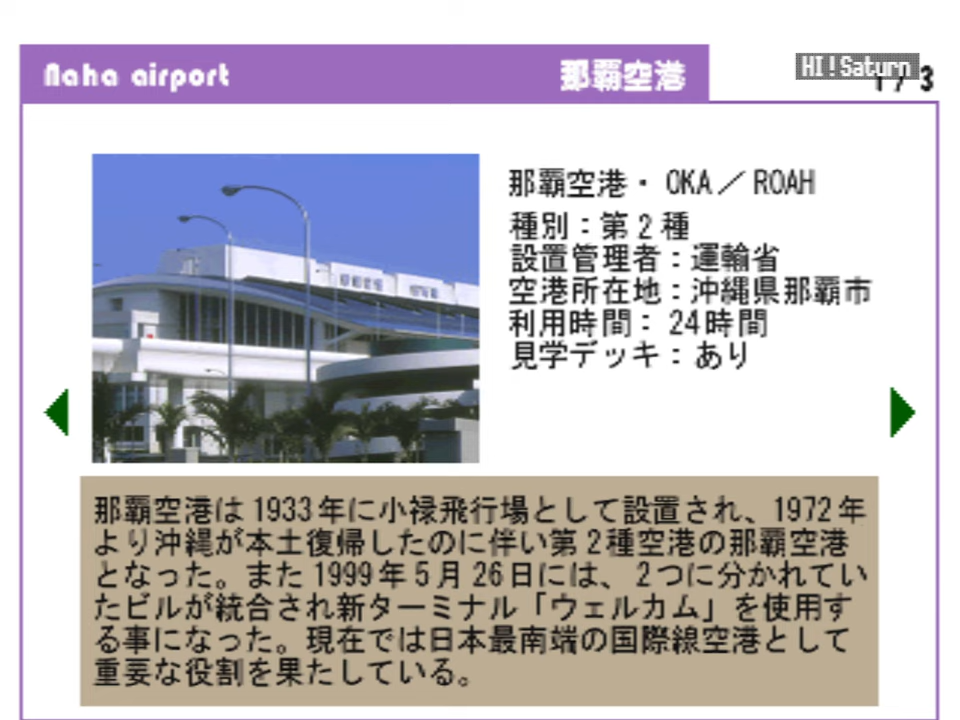 Naha airport 那覇空港 1/3
HI!Saturn
那覇空港・OKA／ROAH
種別：第2種
設置管理者：運輸省
空港所在地：沖縄県那覇市
利用時間：24時間
見学デッキ：あり
那覇空港は1933年に小禄飛行場として設置され、1972年
より沖縄が本土復帰したのに伴い第2種空港の那覇空港
となった。また1999年5月26日には、2つに分かれてい
たビルが統合され新ターミナル「ウェルカム」を使用す
る事になった。現在では日本最南端の国際線空港として
重要な役割を果たしている。